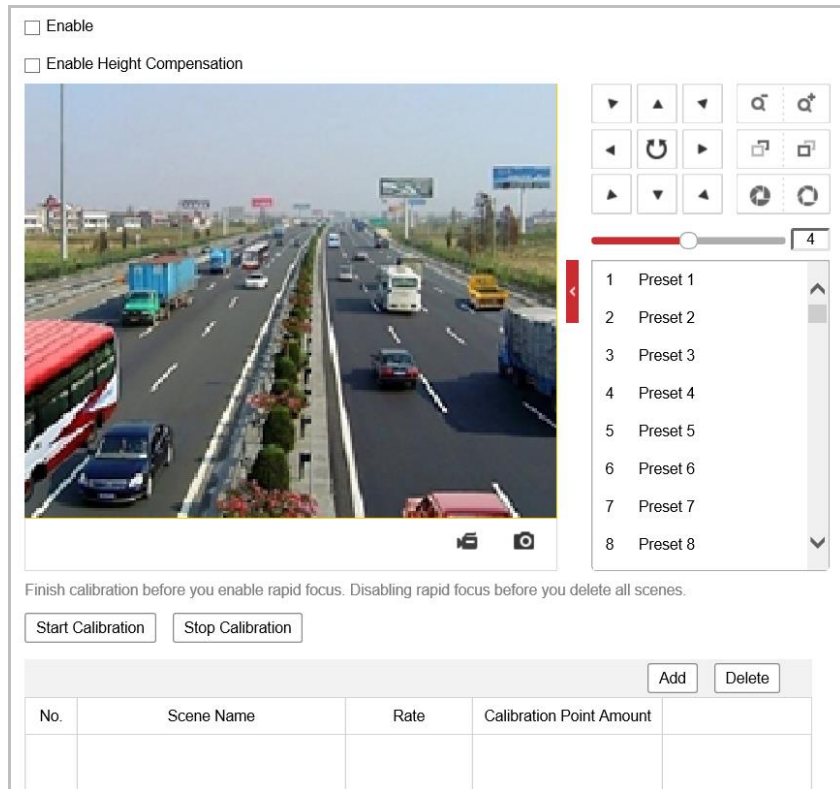 Enable
Enable Height Compensation
4
1 Preset 1
2 Preset 2
3 Preset 3
4 Preset 4
5 Preset 5
6 Preset 6
7 Preset 7
8 Preset 8
Finish calibration before you enable rapid focus. Disabling rapid focus before you delete all scenes.
Start Calibration Stop Calibration
Add Delete
No. Scene Name Rate Calibration Point Amount